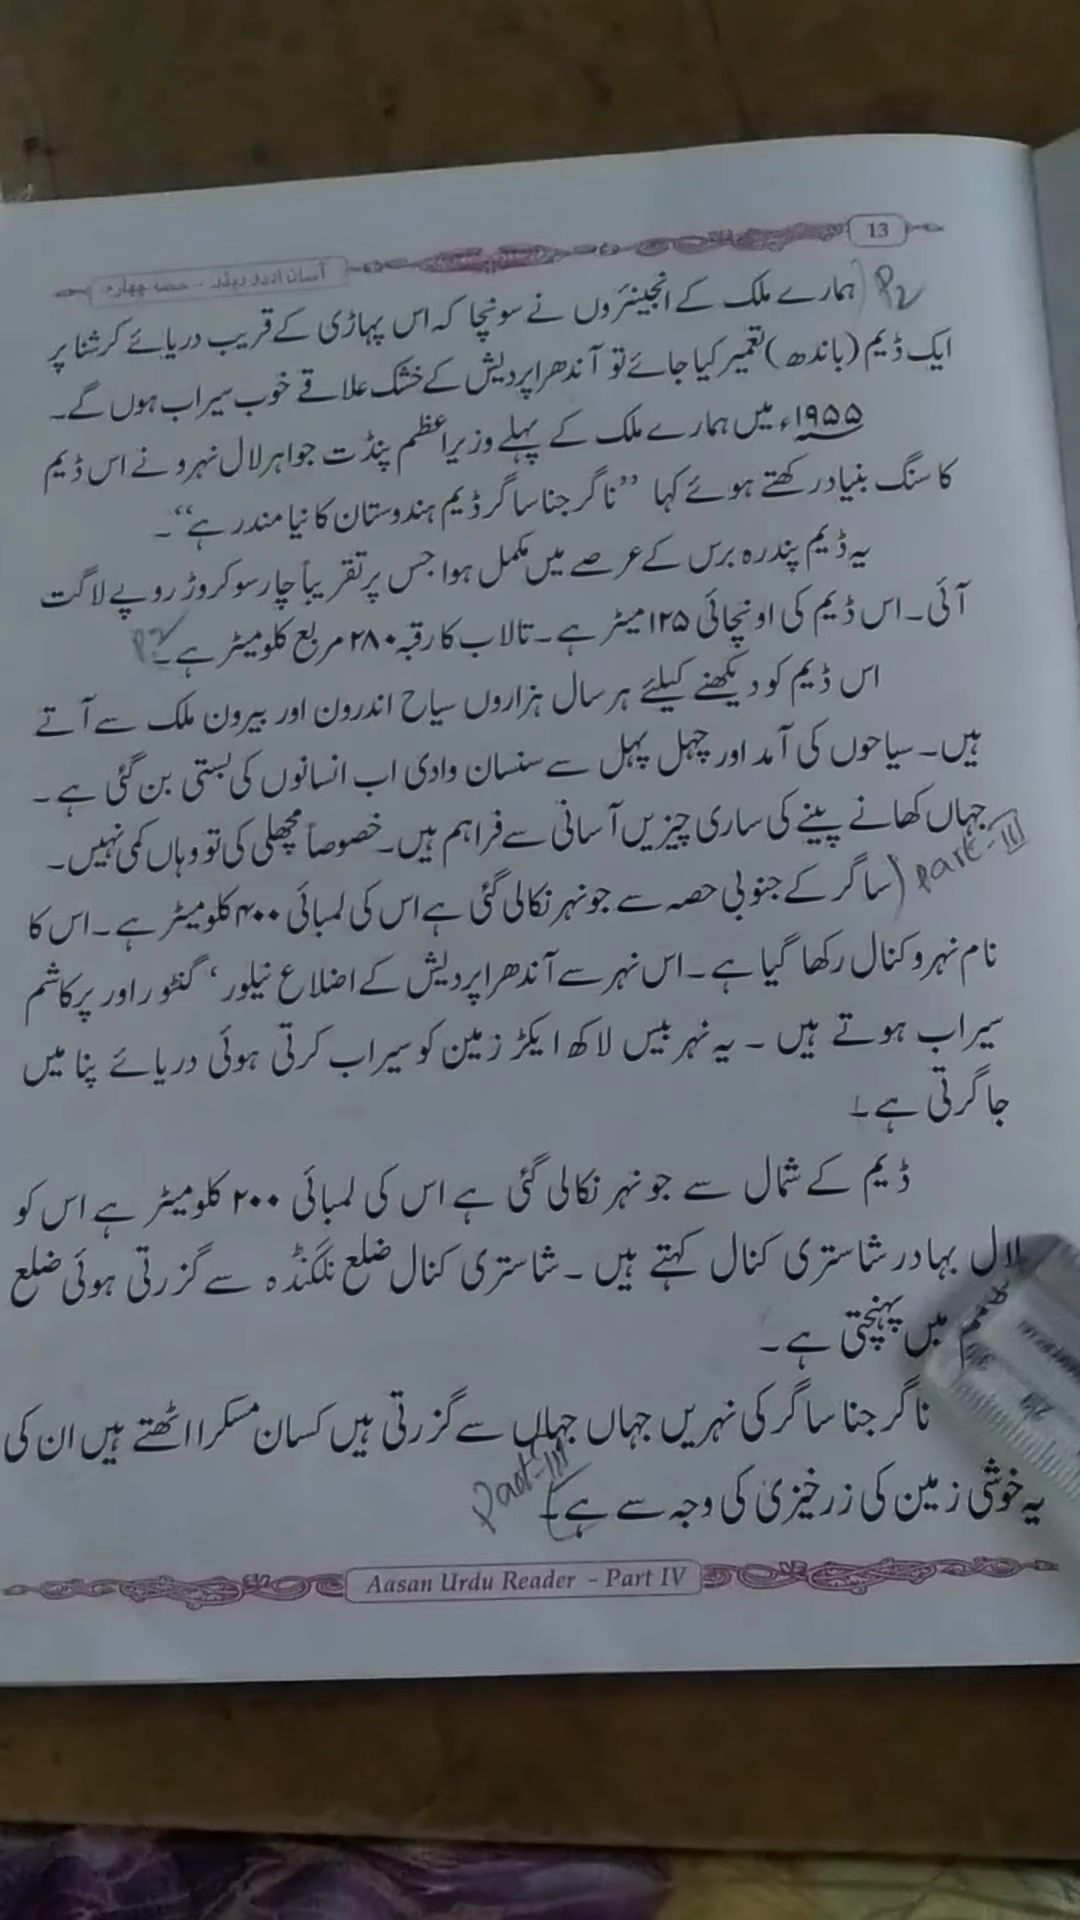 13
آسان اردو ریڈر - حصہ چہارم
ہمارے ملک کے انجینئروں نے سونچا کہ اس پہاڑی کے قریب دریائے کرشنا پر
P2
ایک ڈیم (باندھ) تعمیر کیا جائے تو آندھرا پردیش کے خشک علاقے خوب سیراب ہوں گے۔
۱۹۵۵ء میں ہمارے ملک کے پہلے وزیراعظم پنڈت جواہر لال نہرو نے اس ڈیم
کا سنگ بنیاد رکھتے ہوئے کہا ’’ناگرجنا ساگر ڈیم ہندوستان کا نیا مندر ہے‘‘۔
یہ ڈیم پندرہ برس کے عرصے میں مکمل ہوا جس پر تقریباً چار سو کروڑ روپے لاگت
آئی۔ اس ڈیم کی اونچائی ۱۲۵ میٹر ہے۔ تالاب کا رقبہ ۲۸۰ مربع کلومیٹر ہے۔
P2
اس ڈیم کو دیکھنے کیلئے ہر سال ہزاروں سیاح اندرون اور بیرون ملک سے آتے
ہیں۔ سیاحوں کی آمد اور چہل پہل سے سنسان وادی اب انسانوں کی بستی بن گئی ہے۔
جہاں کھانے پینے کی ساری چیزیں آسانی سے فراہم ہیں۔ خصوصاً مچھلی کی تو وہاں کمی نہیں۔
Part-III
(ساگر کے جنوبی حصہ سے جو نہر نکالی گئی ہے اس کی لمبائی ۴۰۰ کلومیٹر ہے۔ اس کا
نام نہرو کنال رکھا گیا ہے۔ اس نہر سے آندھرا پردیش کے اضلاع نیلور، گنٹور اور پرکاشم
سیراب ہوتے ہیں ۔ یہ نہر بیس لاکھ ایکڑ زمین کو سیراب کرتی ہوئی دریائے پنا میں
جا گرتی ہے۔
ڈیم کے شمال سے جو نہر نکالی گئی ہے اس کی لمبائی ۲۰۰ کلومیٹر ہے اس کو
لال بہادر شاستری کنال کہتے ہیں ۔ شاستری کنال ضلع نلگنڈہ سے گزرتی ہوئی ضلع
میں پہنچتی ہے۔
ناگرجنا ساگر کی نہریں جہاں جہاں سے گزرتی ہیں کسان مسکرا اٹھتے ہیں ان کی
یہ خوشی زمین کی زرخیزی کی وجہ سے ہے۔
Part-III
Aasan Urdu Reader - Part IV